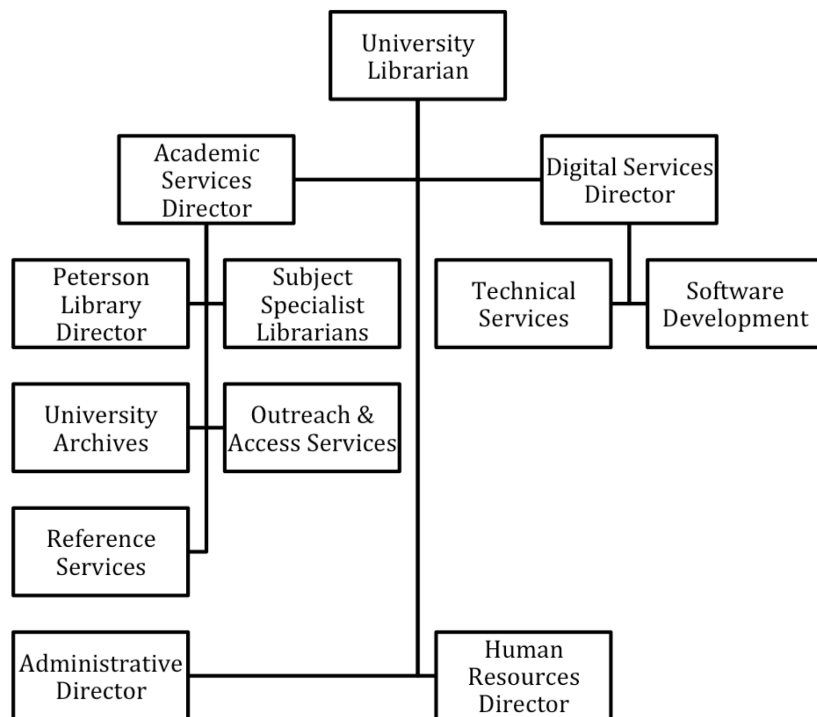 University
Librarian
Academic
Services
Director
Digital Services
Director
Peterson
Library
Director
Subject
Specialist
Librarians
Technical
Services
Software
Development
University
Archives
Outreach &
Access Services
Reference
Services
Administrative
Director
Human
Resources
Director